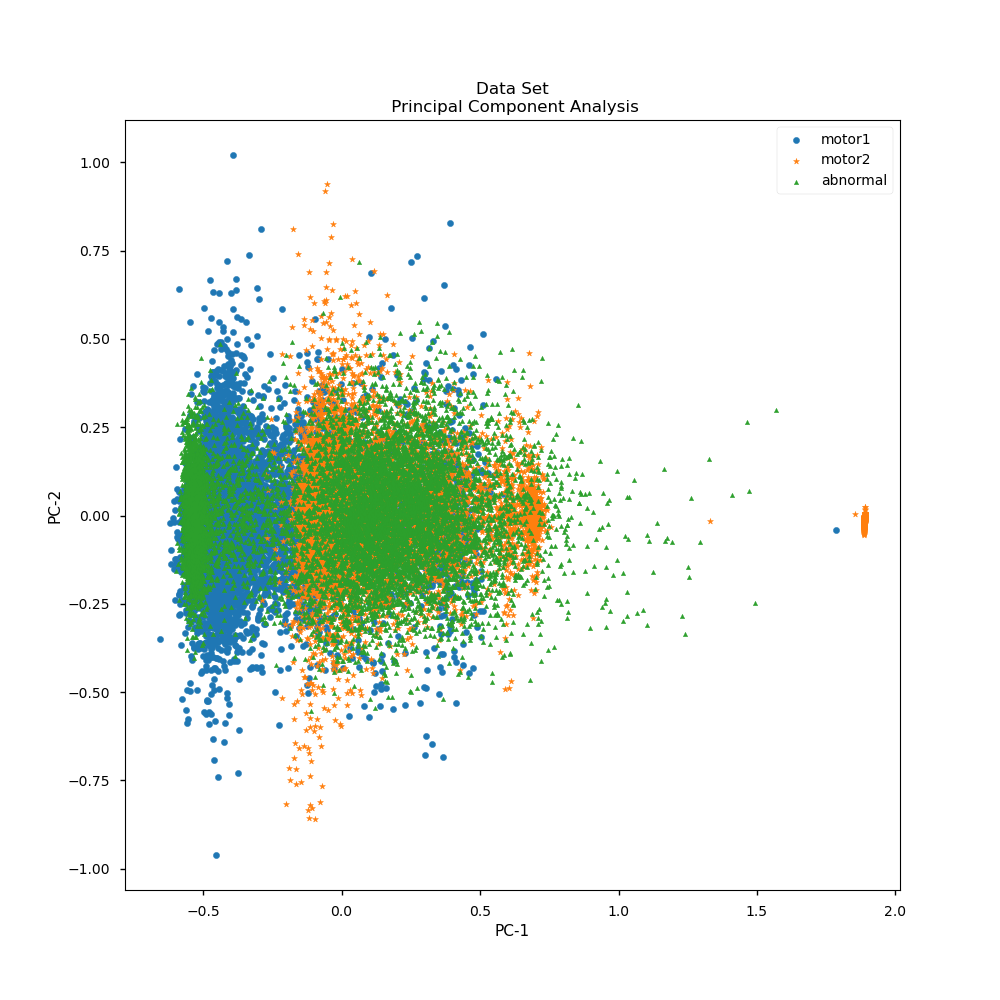 Data Set
Principal Component Analysis
motor1
motor2
abnormal
1.00
0.75
0.50
0.25
0.00
−0.25
−0.50
−0.75
−1.00
PC-2
−0.5
0.0
0.5
1.0
1.5
2.0
PC-1